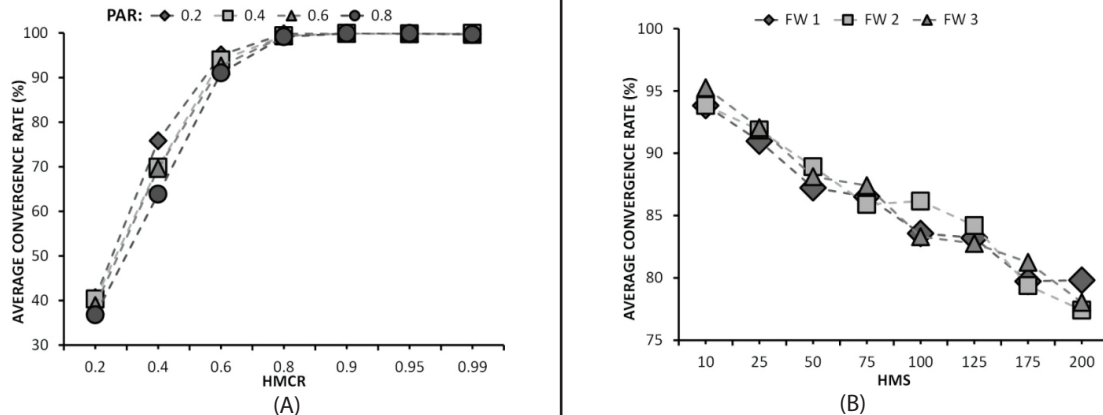 PAR: 0.2 0.4 0.6 0.8
AVERAGE CONVERGENCE RATE (%)
100
90
80
70
60
50
40
30
0.2 0.4 0.6 0.8 0.9 0.95 0.99
HMCR
(A)
FW 1 FW 2 FW 3
AVERAGE CONVERGENCE RATE (%)
100
95
90
85
80
75
10 25 50 75 100 125 175 200
HMS
(B)